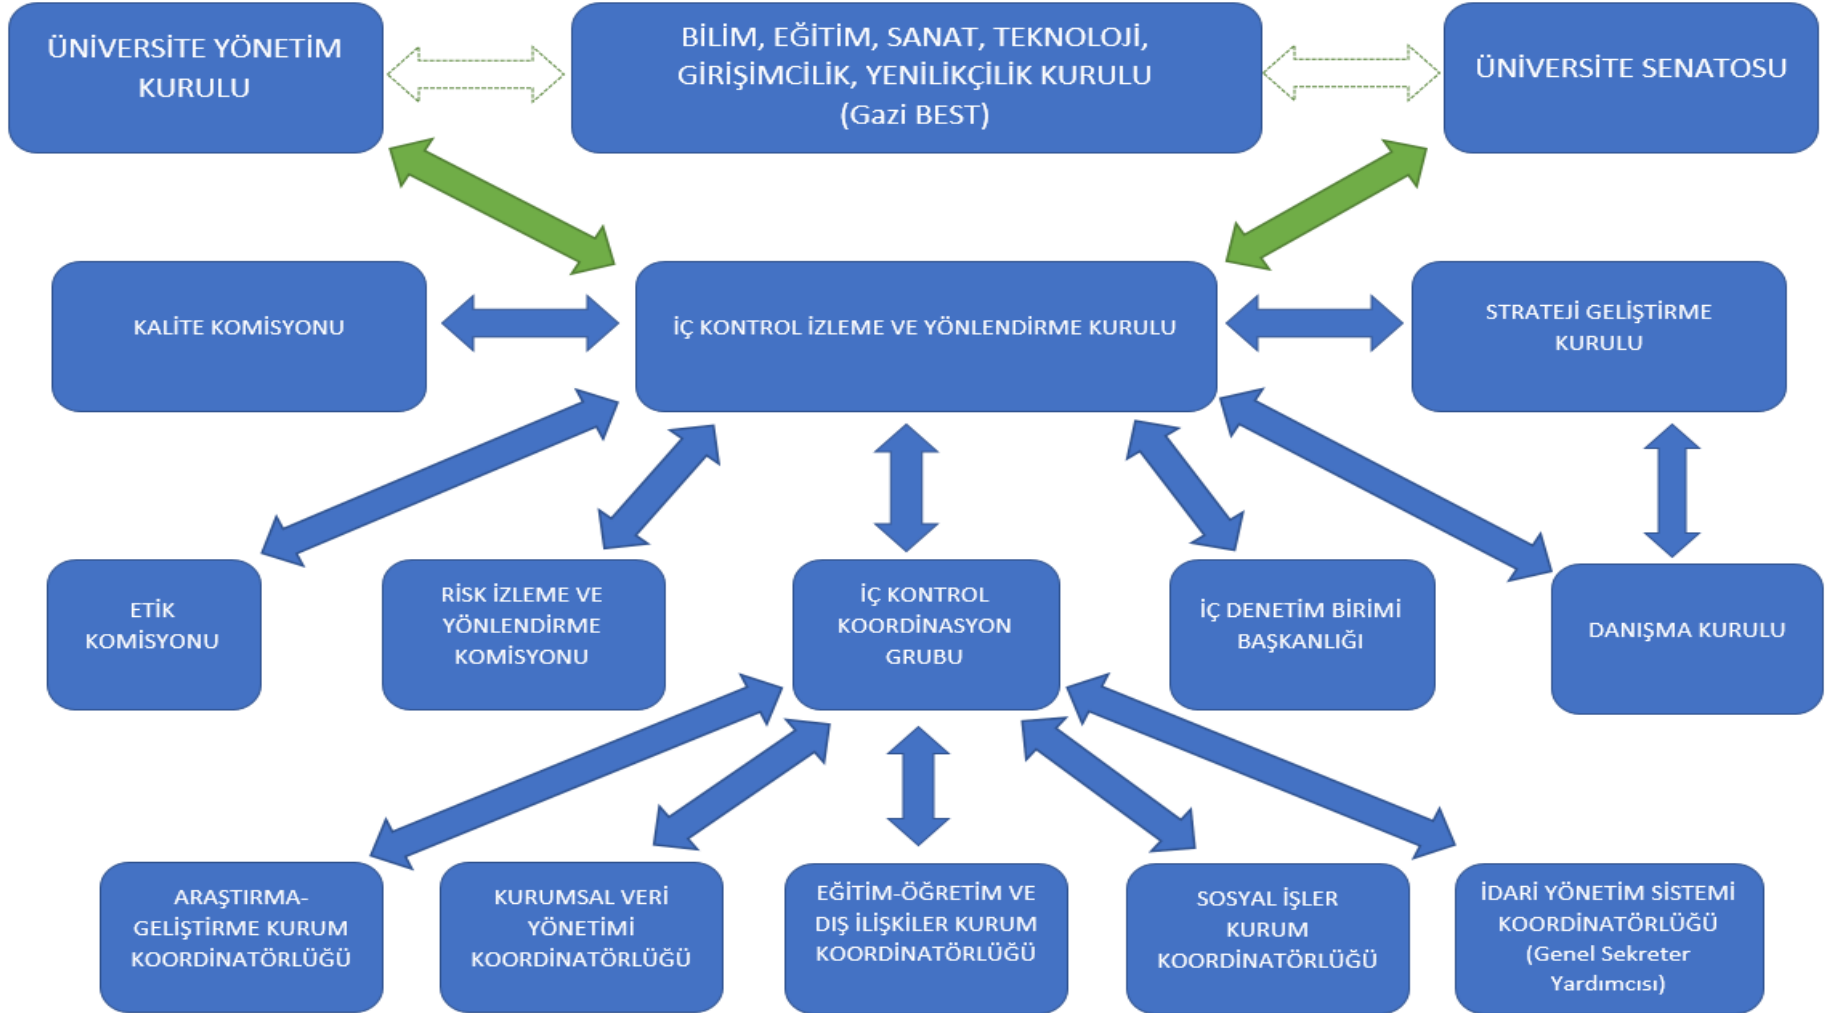 ÜNİVERSİTE YÖNETİM
KURULU
BİLİM, EĞİTİM, SANAT, TEKNOLOJİ,
GİRİŞİMCİLİK, YENİLİKÇİLİK KURULU
(Gazi BEST)
ÜNİVERSİTE SENATOSU
KALİTE KOMİSYONU
İÇ KONTROL İZLEME VE YÖNLENDİRME KURULU
STRATEJİ GELİŞTİRME
KURULU
ETİK
KOMİSYONU
RİSK İZLEME VE
YÖNLENDİRME
KOMİSYONU
İÇ KONTROL
KOORDİNASYON
GRUBU
İÇ DENETİM BİRİMİ
BAŞKANLIĞI
DANIŞMA KURULU
ARAŞTIRMA-
GELİŞTİRME KURUM
KOORDİNATÖRLÜĞÜ
KURUMSAL VERİ
YÖNETİMİ
KOORDİNATÖRLÜĞÜ
EĞİTİM-ÖĞRETİM VE
DIŞ İLİŞKİLER KURUM
KOORDİNATÖRLÜĞÜ
SOSYAL İŞLER
KURUM
KOORDİNATÖRLÜĞÜ
İDARİ YÖNETİM SİSTEMİ
KOORDİNATÖRLÜĞÜ
(Genel Sekreter
Yardımcısı)